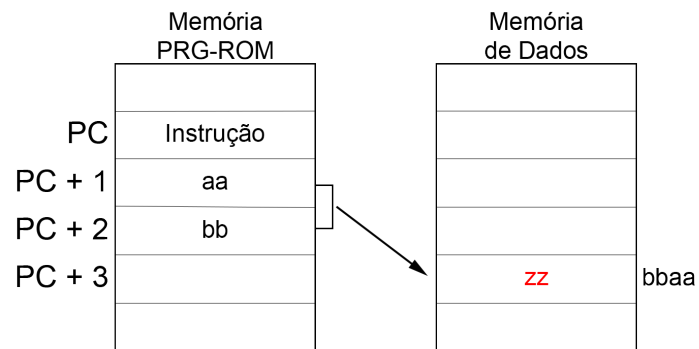 Memória
PRG-ROM
Memória
de Dados
PC
Instrução
PC + 1
aa
PC + 2
bb
PC + 3
zz
bbaa